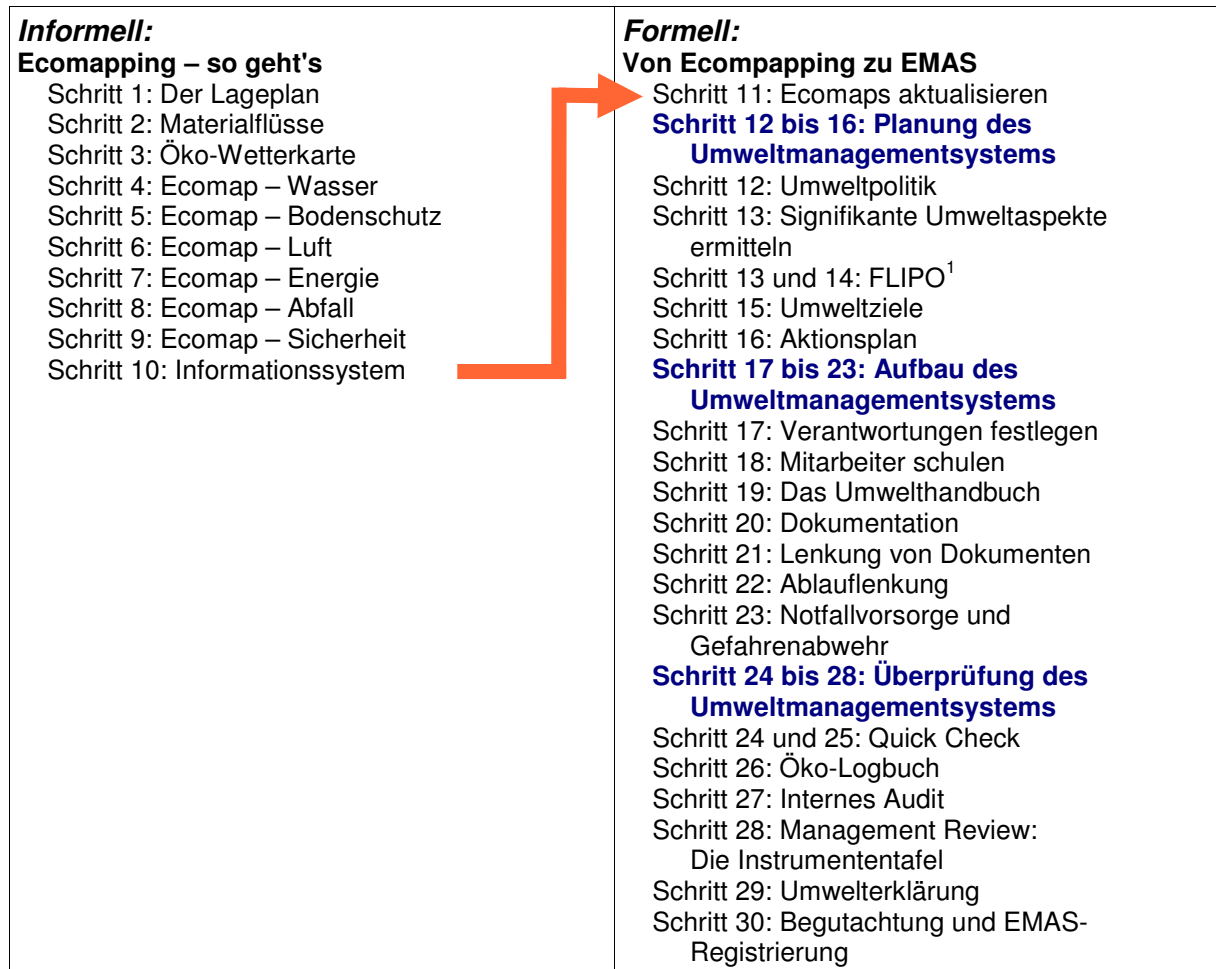 Informell:
Ecomapping – so geht's
Schritt 1: Der Lageplan
Schritt 2: Materialflüsse
Schritt 3: Öko-Wetterkarte
Schritt 4: Ecomap – Wasser
Schritt 5: Ecomap – Bodenschutz
Schritt 6: Ecomap – Luft
Schritt 7: Ecomap – Energie
Schritt 8: Ecomap – Abfall
Schritt 9: Ecomap – Sicherheit
Schritt 10: Informationssystem
Formell:
Von Ecompapping zu EMAS
Schritt 11: Ecomaps aktualisieren
Schritt 12 bis 16: Planung des
Umweltmanagementsystems
Schritt 12: Umweltpolitik
Schritt 13: Signifikante Umweltaspekte
ermitteln
Schritt 13 und 14: FLIPO1
Schritt 15: Umweltziele
Schritt 16: Aktionsplan
Schritt 17 bis 23: Aufbau des
Umweltmanagementsystems
Schritt 17: Verantwortungen festlegen
Schritt 18: Mitarbeiter schulen
Schritt 19: Das Umwelthandbuch
Schritt 20: Dokumentation
Schritt 21: Lenkung von Dokumenten
Schritt 22: Ablauflenkung
Schritt 23: Notfallvorsorge und
Gefahrenabwehr
Schritt 24 bis 28: Überprüfung des
Umweltmanagementsystems
Schritt 24 und 25: Quick Check
Schritt 26: Öko-Logbuch
Schritt 27: Internes Audit
Schritt 28: Management Review:
Die Instrumententafel
Schritt 29: Umwelterklärung
Schritt 30: Begutachtung und EMAS-
Registrierung